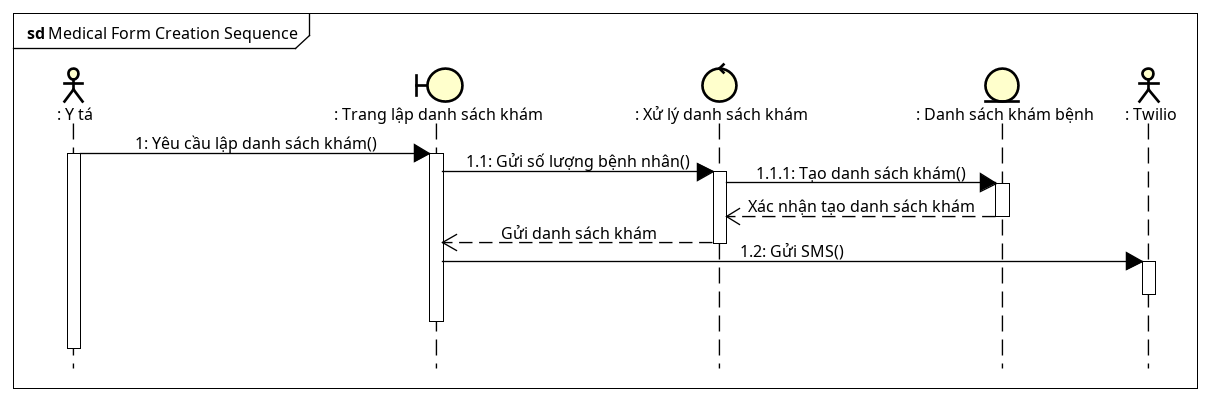 sd Medical Form Creation Sequence
: Y tá
: Trang lập danh sách khám
: Xử lý danh sách khám
: Danh sách khám bệnh
: Twilio
1: Yêu cầu lập danh sách khám()
1.1: Gửi số lượng bệnh nhân()
1.1.1: Tạo danh sách khám()
Xác nhận tạo danh sách khám
Gửi danh sách khám
1.2: Gửi SMS()